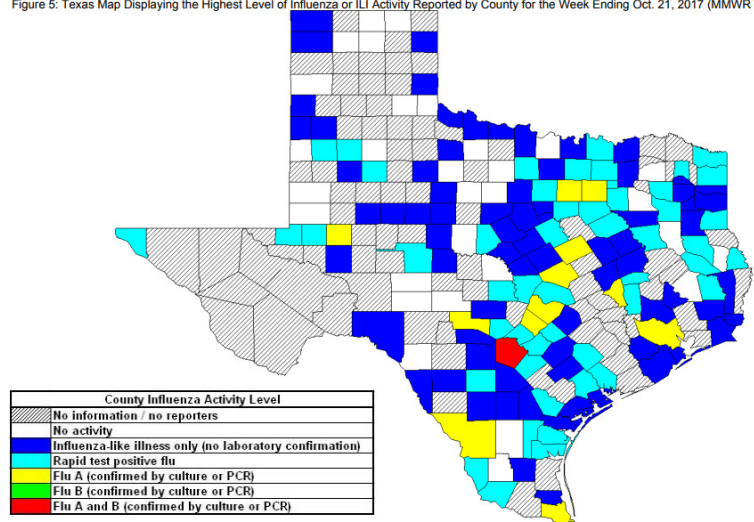 Figure 5: Texas Map Displaying the Highest Level of Influenza or ILI Activity Reported by County for the Week Ending Oct. 21, 2017 (MMWR
County Influenza Activity Level
No information / no reporters
No activity
Influenza-like illness only (no laboratory confirmation)
Rapid test positive flu
Flu A (confirmed by culture or PCR)
Flu B (confirmed by culture or PCR)
Flu A and B (confirmed by culture or PCR)